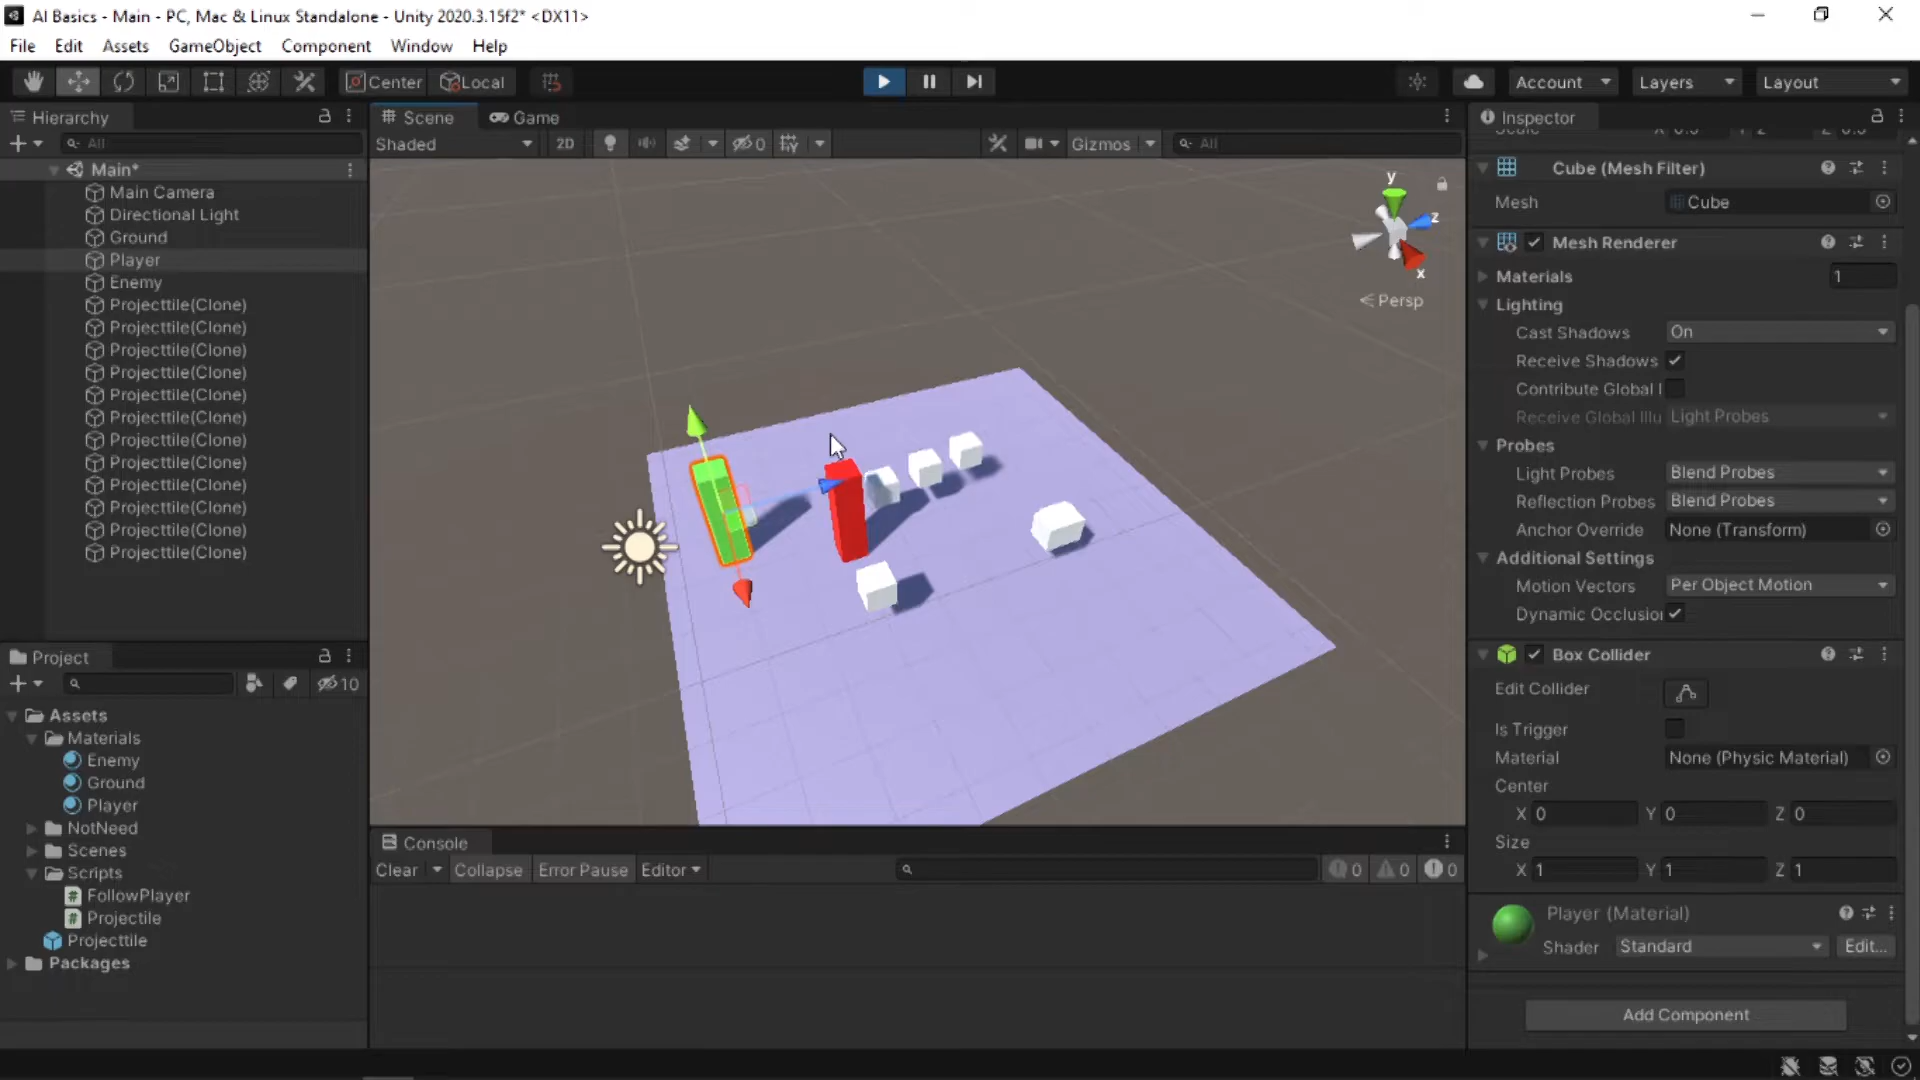 AI Basics - Main - PC, Mac & Linux Standalone - Unity 2020.3.15f2* <DX11>
File Edit Assets GameObject Component Window Help
Center Local Account Layers Layout
Hierarchy
All
Main*
Main Camera
Directional Light
Ground
Player
Enemy
Projecttile(Clone)
Projecttile(Clone)
Projecttile(Clone)
Projecttile(Clone)
Projecttile(Clone)
Projecttile(Clone)
Projecttile(Clone)
Projecttile(Clone)
Projecttile(Clone)
Projecttile(Clone)
Projecttile(Clone)
Projecttile(Clone)
Project
10
Assets
Materials
Enemy
Ground
Player
NotNeed
Scenes
Scripts
FollowPlayer
Projectile
Projecttile
Packages
Scene Game
Shaded 2D 0 Gizmos All
y
z
x
Persp
Console
Clear Collapse Error Pause Editor 0 0 0
Inspector
Scale X 0.5 Y 2 Z 0.5
Cube (Mesh Filter)
Mesh Cube
Mesh Renderer
Materials 1
Lighting
Cast Shadows On
Receive Shadows
Contribute Global I
Receive Global Illu Light Probes
Probes
Light Probes Blend Probes
Reflection Probes Blend Probes
Anchor Override None (Transform)
Additional Settings
Motion Vectors Per Object Motion
Dynamic Occlusion
Box Collider
Edit Collider
Is Trigger
Material None (Physic Material)
Center
X 0 Y 0 Z 0
Size
X 1 Y 1 Z 1
Player (Material)
Shader Standard Edit...
Add Component